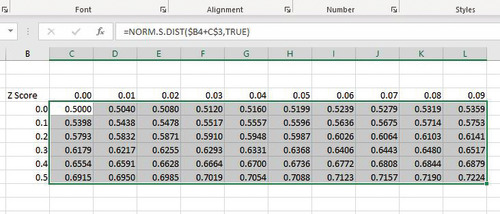 Font Alignment Number Styles
fx =NORM.S.DIST($B4+C$3,TRUE)
B C D E F G H I J K L
Z Score 0.00 0.01 0.02 0.03 0.04 0.05 0.06 0.07 0.08 0.09
0.0 0.5000 0.5040 0.5080 0.5120 0.5160 0.5199 0.5239 0.5279 0.5319 0.5359
0.1 0.5398 0.5438 0.5478 0.5517 0.5557 0.5596 0.5636 0.5675 0.5714 0.5753
0.2 0.5793 0.5832 0.5871 0.5910 0.5948 0.5987 0.6026 0.6064 0.6103 0.6141
0.3 0.6179 0.6217 0.6255 0.6293 0.6331 0.6368 0.6406 0.6443 0.6480 0.6517
0.4 0.6554 0.6591 0.6628 0.6664 0.6700 0.6736 0.6772 0.6808 0.6844 0.6879
0.5 0.6915 0.6950 0.6985 0.7019 0.7054 0.7088 0.7123 0.7157 0.7190 0.7224